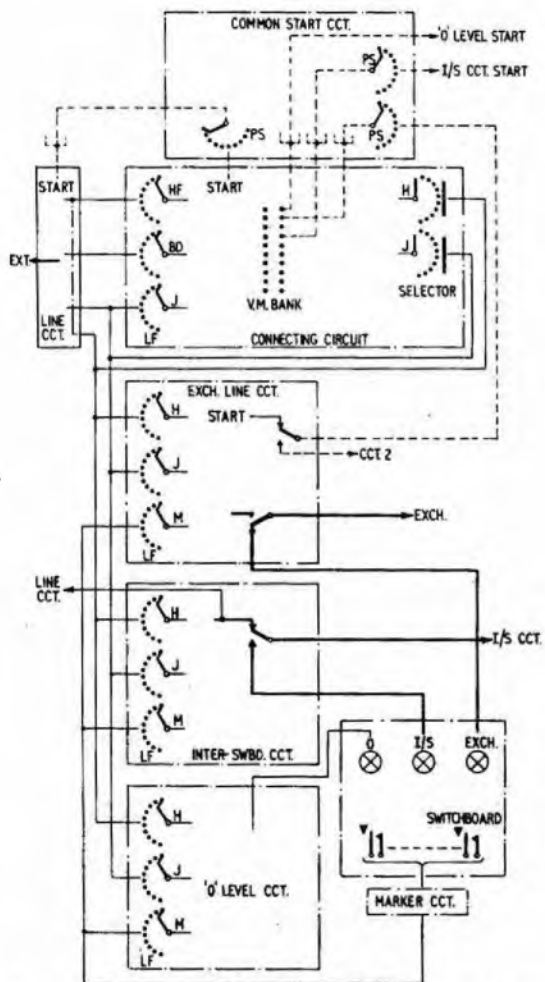 COMMON START CCT.
'O' LEVEL START
PS
I/S CCT. START
PS
PS
START
HF
START
H
EXT
BD
J
SELECTOR
LINE
CCT.
J
LF
V.M. BANK
CONNECTING CIRCUIT
EXCH. LINE CCT.
H
START
CCT. 2
J
M
EXCH.
LF
LINE
CCT.
H
I/S CCT.
J
M
LF
INTER-SWBD. CCT.
O
I/S
EXCH.
H
SWITCHBOARD
J
'O' LEVEL CCT.
M
LF
MARKER CCT.